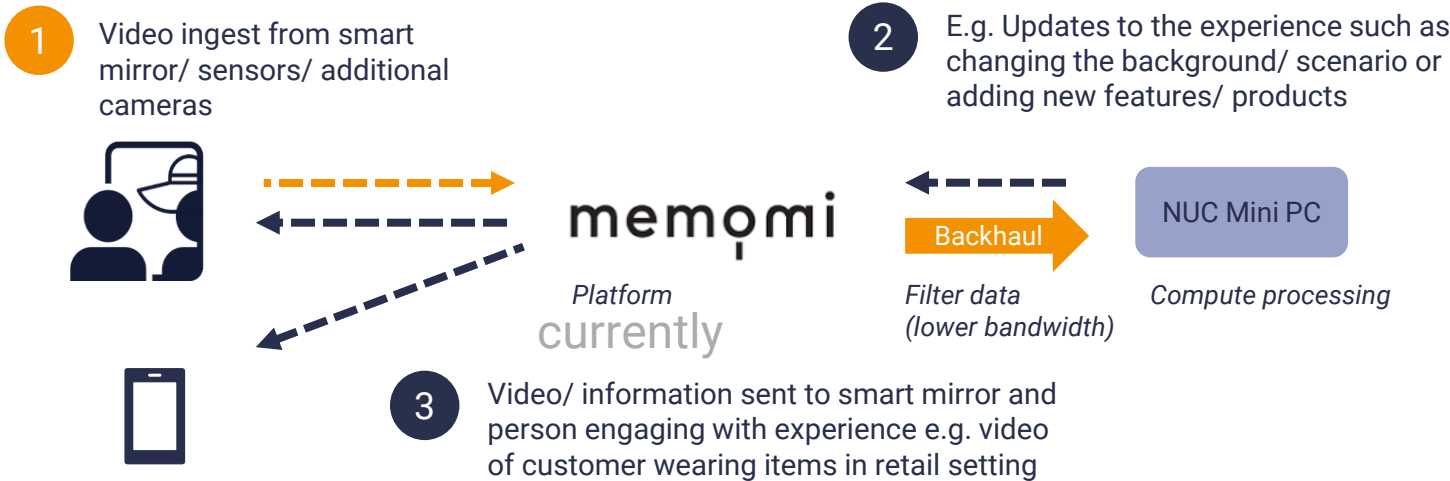 1
Video ingest from smart
mirror/ sensors/ additional
cameras
2
E.g. Updates to the experience such as
changing the background/ scenario or
adding new features/ products
memomi
Platform
currently
Backhaul
Filter data
(lower bandwidth)
NUC Mini PC
Compute processing
3
Video/ information sent to smart mirror and
person engaging with experience e.g. video
of customer wearing items in retail setting